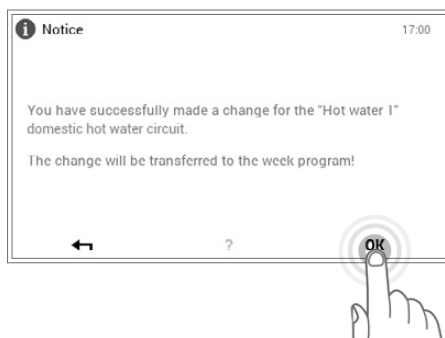 Notice
17:00
You have successfully made a change for the "Hot water 1"
domestic hot water circuit.
The change will be transferred to the week program!
?
OK